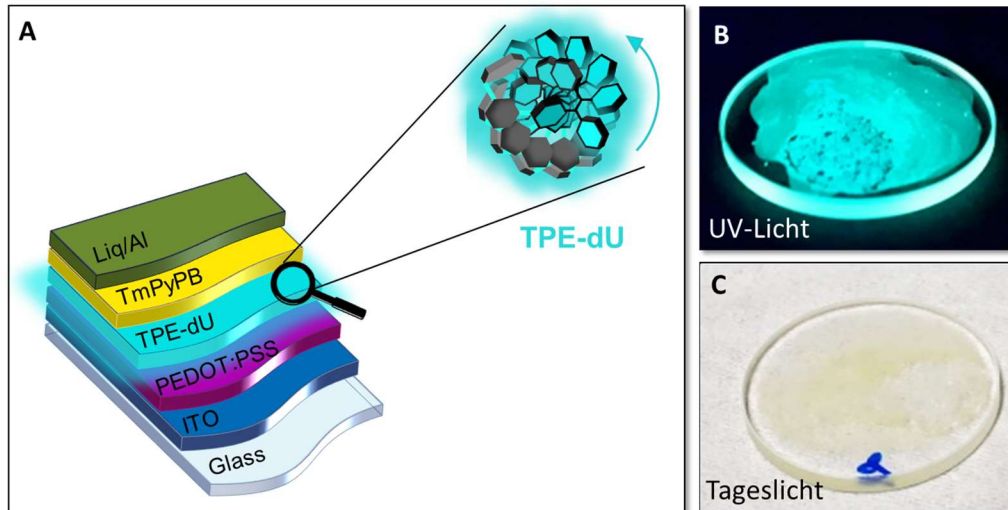 A
Liq/Al
TmPyPB
TPE-dU
PEDOT:PSS
ITO
Glass
TPE-dU
B
UV-Licht
C
Tageslicht